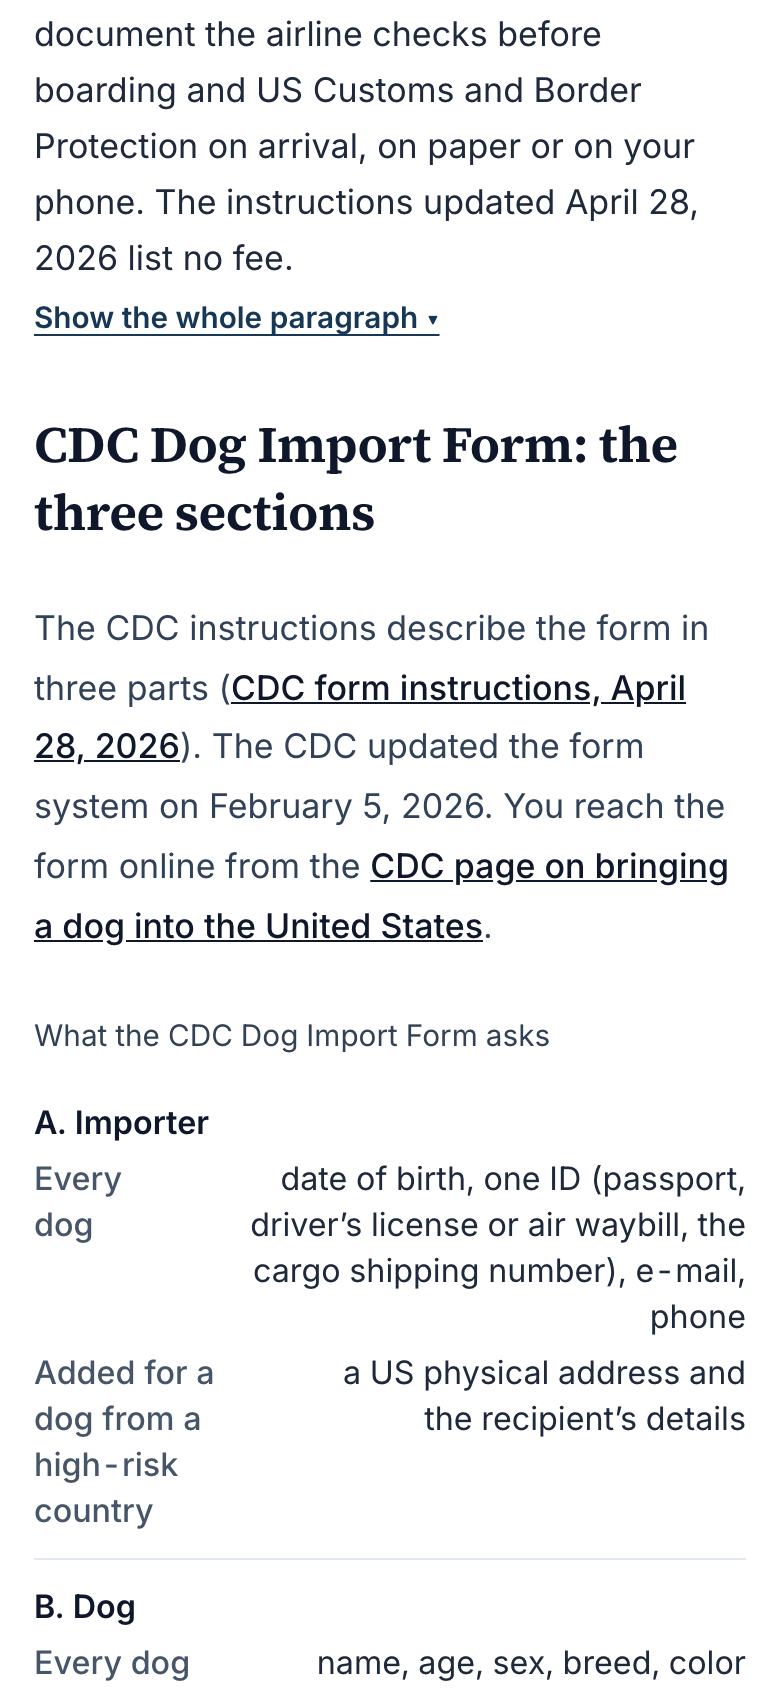 document the airline checks before
boarding and US Customs and Border
Protection on arrival, on paper or on your
phone. The instructions updated April 28,
2026 list no fee.
Show the whole paragraph ▾
CDC Dog Import Form: the
three sections
The CDC instructions describe the form in
three parts (CDC form instructions, April
28, 2026). The CDC updated the form
system on February 5, 2026. You reach the
form online from the CDC page on bringing
a dog into the United States.
What the CDC Dog Import Form asks
A. Importer
Every date of birth, one ID (passport,
dog driver’s license or air waybill, the
cargo shipping number), e-mail,
phone
Added for a a US physical address and
dog from a the recipient’s details
high-risk
country
B. Dog
Every dog name, age, sex, breed, color